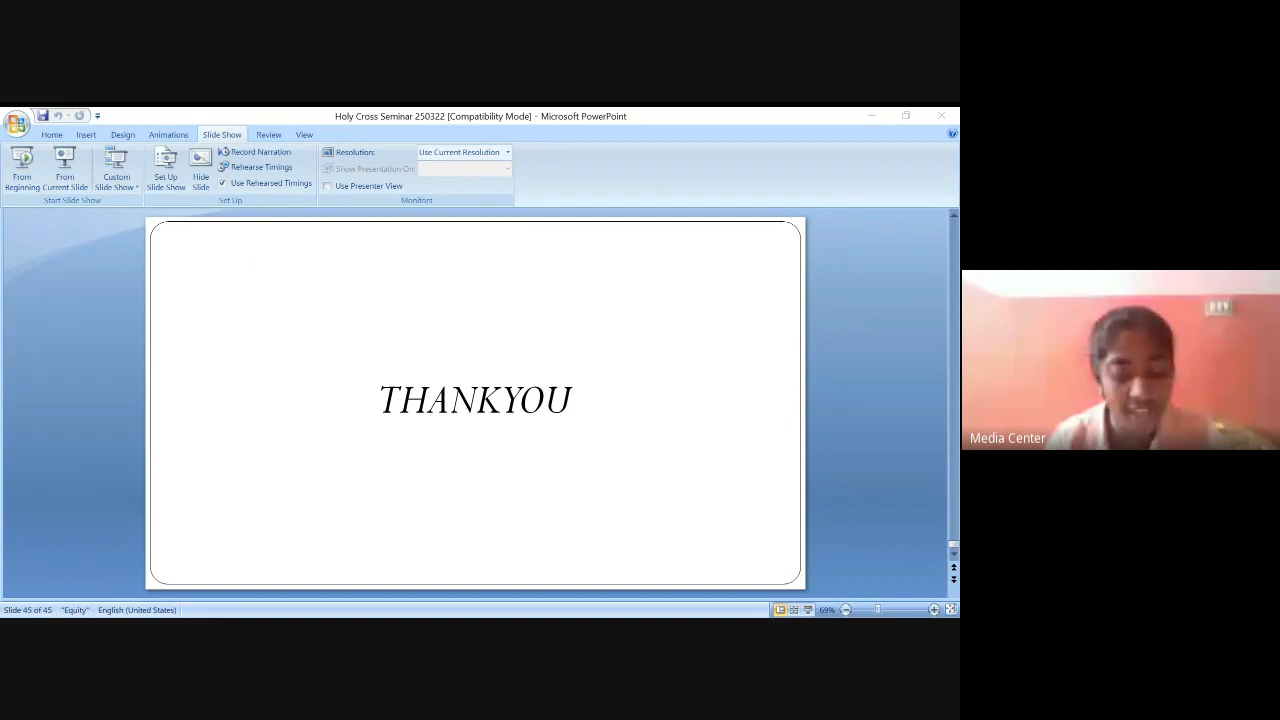 Holy Cross Seminar 250322 [Compatibility Mode] - Microsoft PowerPoint
Home Insert Design Animations Slide Show Review View
From Beginning
From Current Slide
Custom Slide Show
Set Up Slide Show
Hide Slide
Record Narration
Rehearse Timings
Use Rehearsed Timings
Resolution: Use Current Resolution
Show Presentation On:
Use Presenter View
Start Slide Show Set Up Monitors
THANKYOU
Media Center
Slide 45 of 45 "Equity" English (United States) 69%